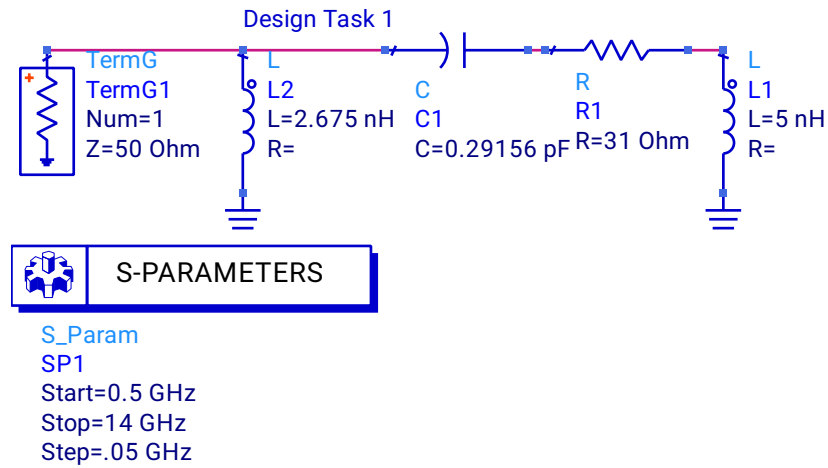 Design Task 1
+
TermG
TermG1
Num=1
Z=50 Ohm
L
L2
L=2.675 nH
R=
C
C1
C=0.29156 pF
R
R1
R=31 Ohm
L
L1
L=5 nH
R=
S-PARAMETERS
S_Param
SP1
Start=0.5 GHz
Stop=14 GHz
Step=.05 GHz